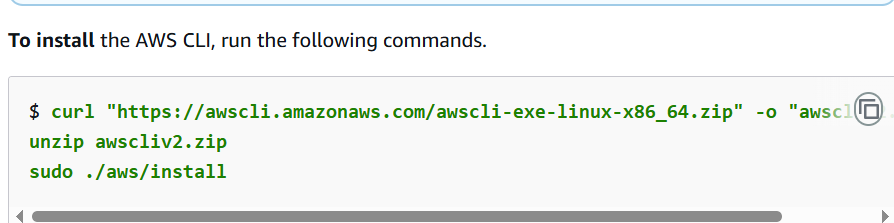 To install the AWS CLI, run the following commands.
$ curl "https://awscli.amazonaws.com/awscli-exe-linux-x86_64.zip" -o
unzip awscliv2.zip
sudo ./aws/install